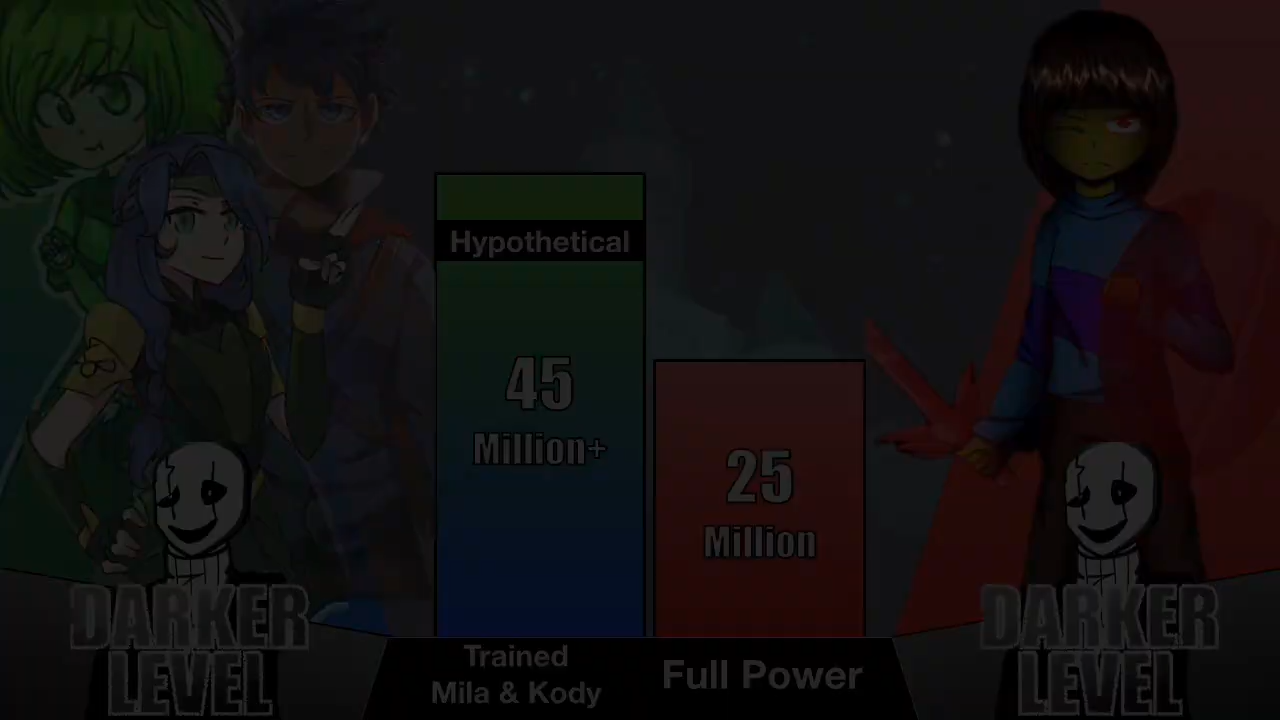 Hypothetical
45
Million+
25
Million
Trained
Mila & Kody
Full Power
DARKER
LEVEL
DARKER
LEVEL